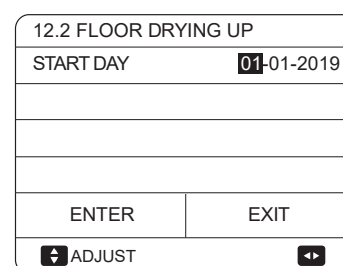 12.2 FLOOR DRYING UP
START DAY 01-01-2019
ENTER EXIT
ADJUST